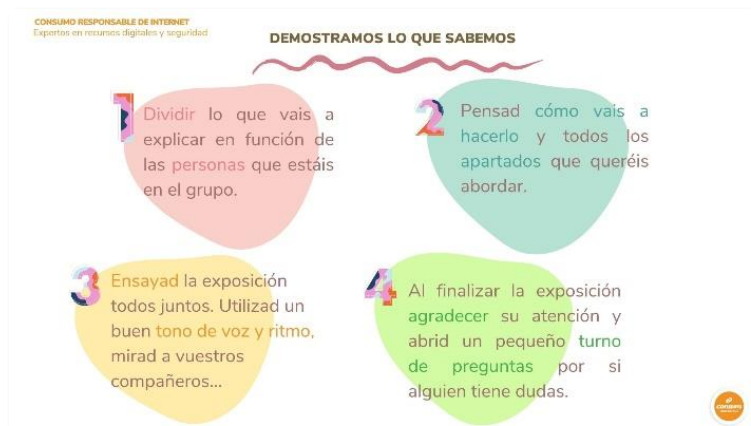 CONSUMO RESPONSABLE DE INTERNET
Expertos en recursos digitales y seguridad
DEMOSTRAMOS LO QUE SABEMOS
1
Dividir lo que vais a
explicar en función de
las personas que estáis
en el grupo.
2
Pensad cómo vais a
hacerlo y todos los
apartados que queréis
abordar.
3
Ensayad la exposición
todos juntos. Utilizad un
buen tono de voz y ritmo,
mirad a vuestros
compañeros...
4
Al finalizar la exposición
agradecer su atención y
abrid un pequeño turno
de preguntas por si
alguien tiene dudas.
consum